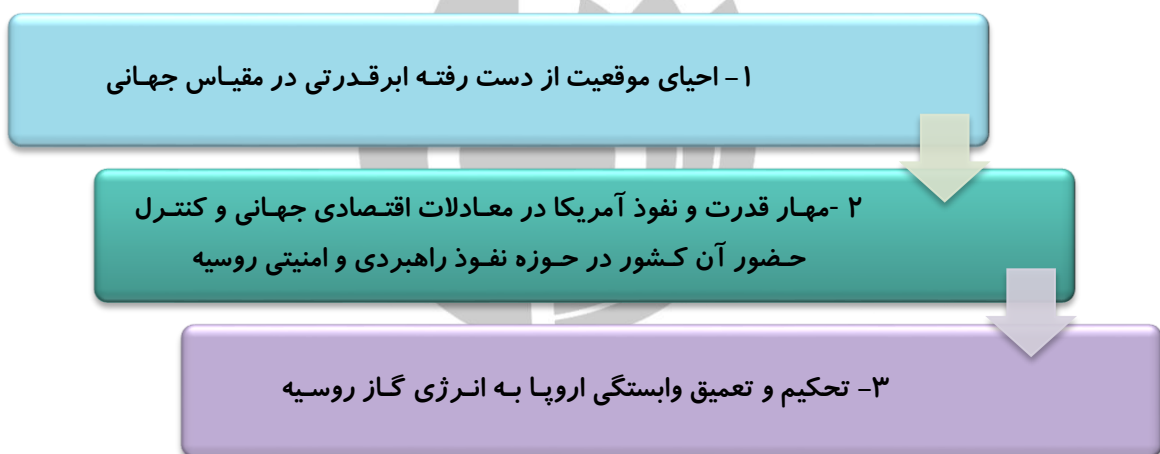 ۱- احیای موقعیت از دست رفته ابرقدرتی در مقیاس جهانی
۲ -مهار قدرت و نفوذ آمریکا در معادلات اقتصادی جهانی و کنترل
حضور آن کشور در حوزه نفوذ راهبردی و امنیتی روسیه
۳- تحکیم و تعمیق وابستگی اروپا به انرژی گاز روسیه